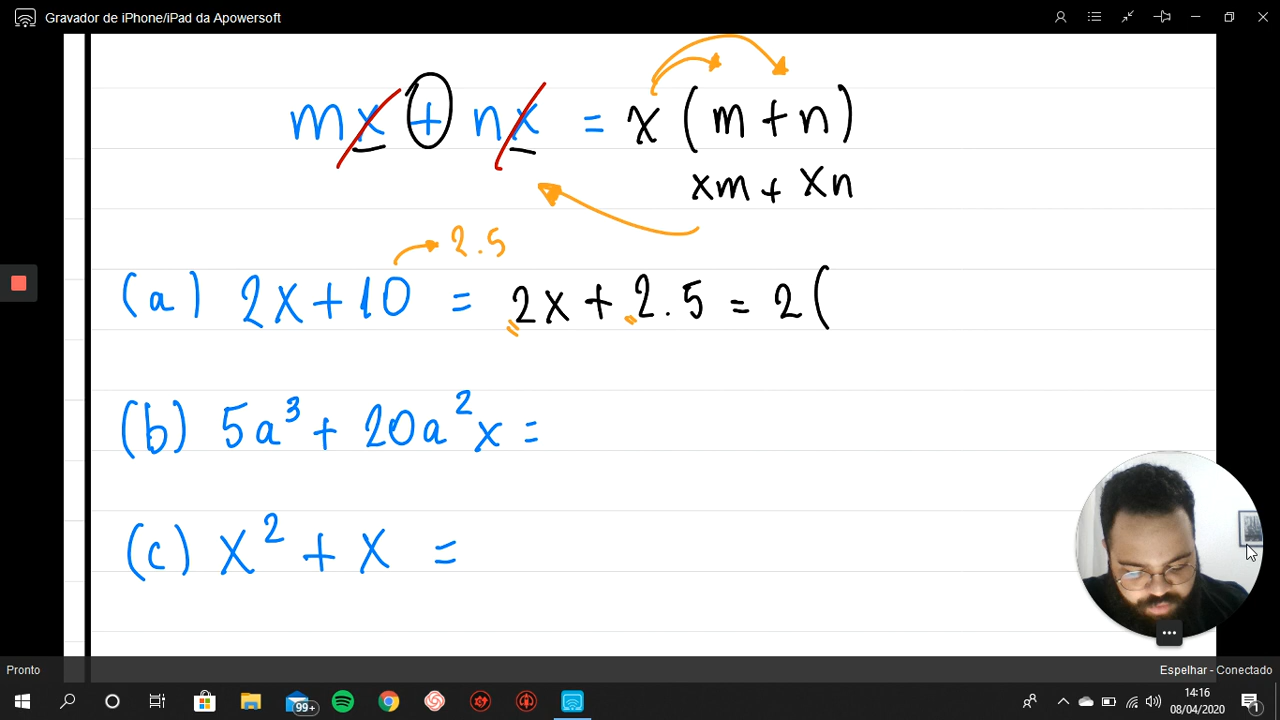 Gravador de iPhone/iPad da Apowersoft
mx + nx = x (m + n)
xm + xn
2.5
(a) 2x + 10 = 2x + 2.5 = 2 (
(b) 5a³ + 20a²x =
(c) x² + x =
Pronto
Espelhar - Conectado
99+
14:16
08/04/2020
1